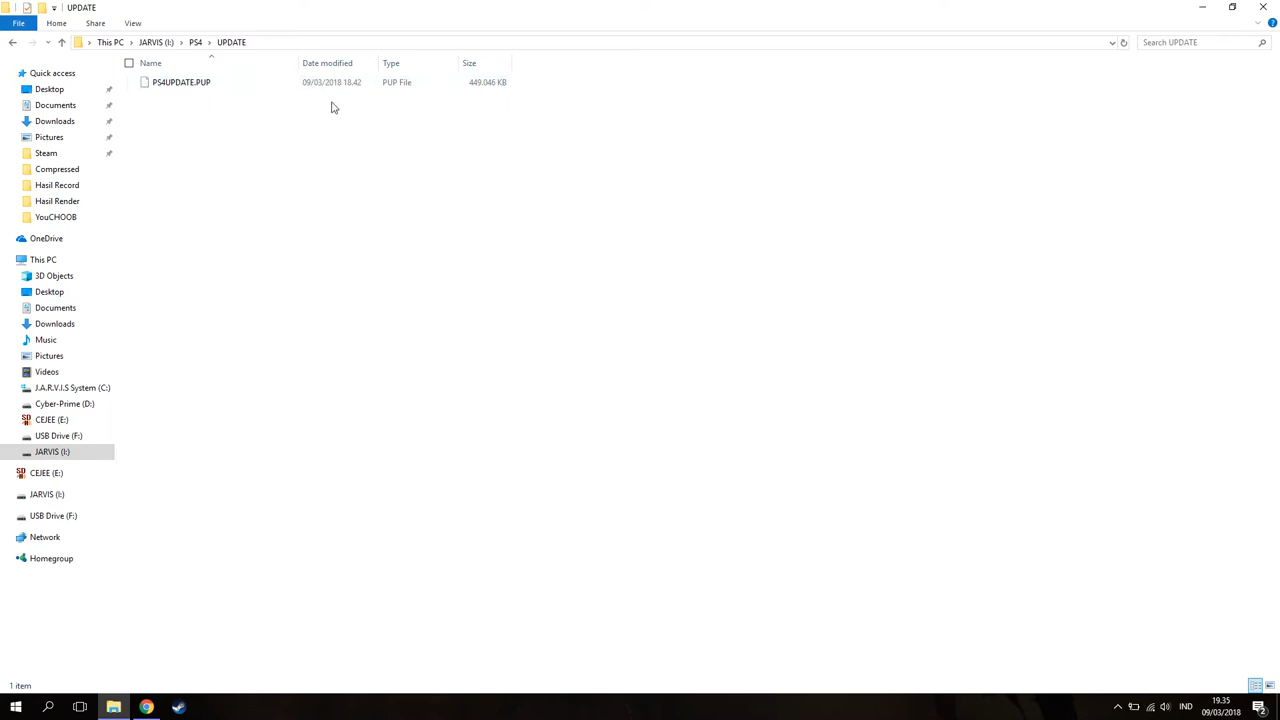 UPDATE
File Home Share View
This PC JARVIS (I:) PS4 UPDATE
Search UPDATE
Name Date modified Type Size
PS4UPDATE.PUP 09/03/2018 18.42 PUP File 449.046 KB
Quick access
Desktop
Documents
Downloads
Pictures
Steam
Compressed
Hasil Record
Hasil Render
YouCHOOB
OneDrive
This PC
3D Objects
Desktop
Documents
Downloads
Music
Pictures
Videos
J.A.R.V.I.S System (C:)
Cyber-Prime (D:)
CEJEE (E:)
USB Drive (F:)
JARVIS (I:)
CEJEE (E:)
JARVIS (I:)
USB Drive (F:)
Network
Homegroup
1 item
IND
19.35
09/03/2018
2